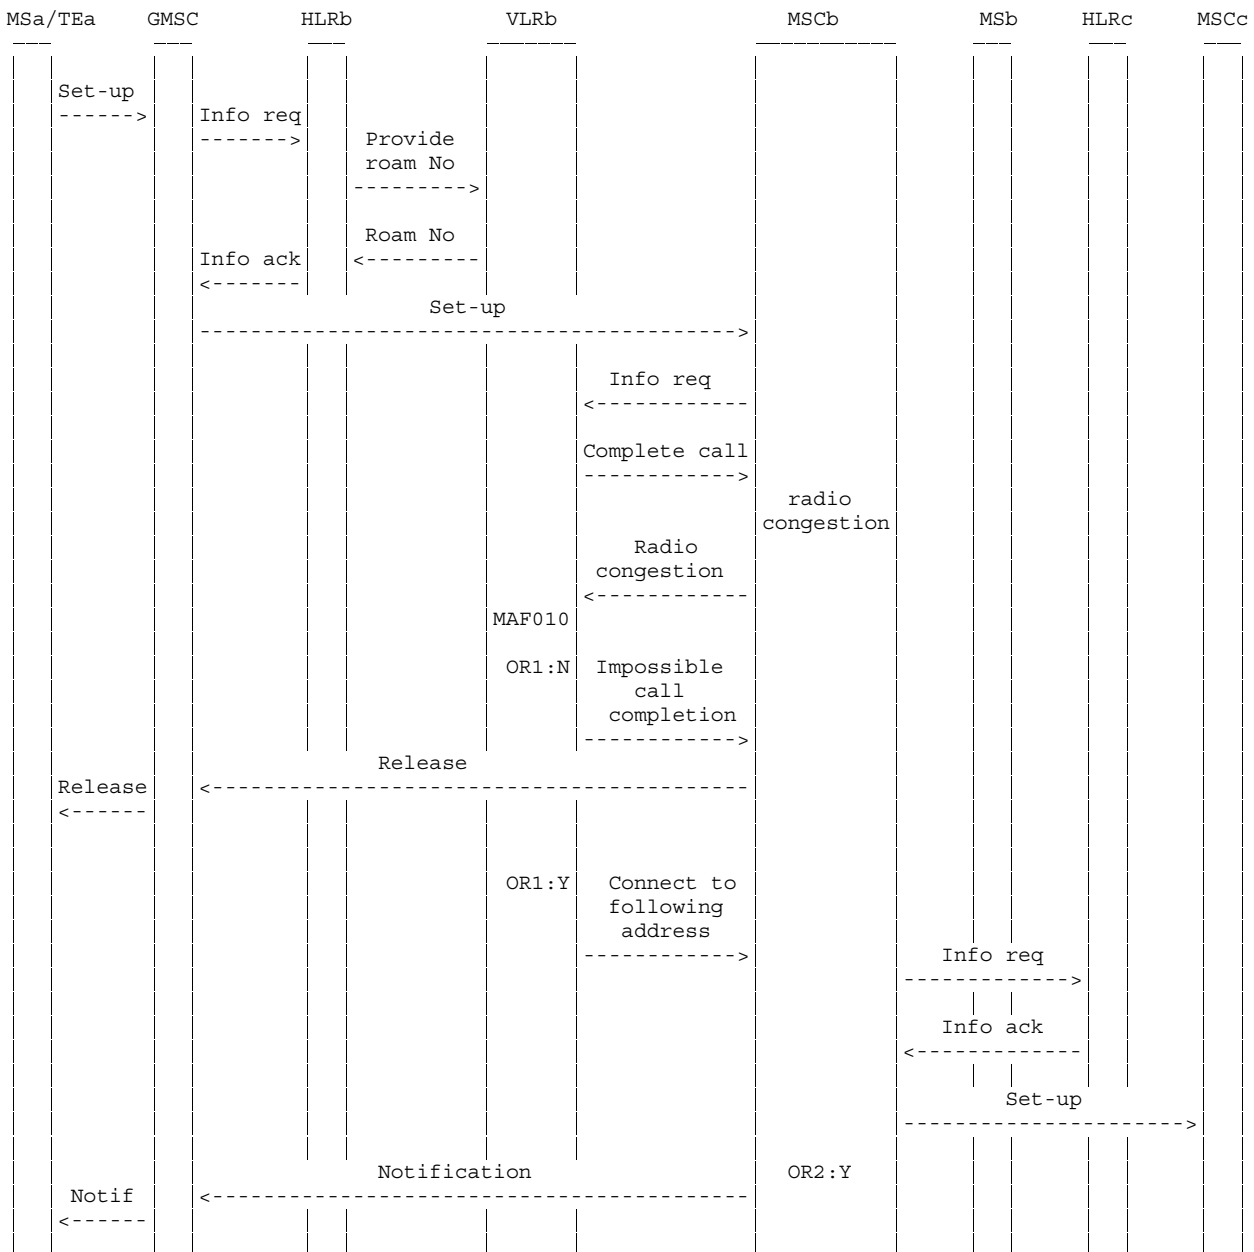 MSa/TEa GMSC HLRb VLRb MSCb MSb HLRc MSCc
Set-up
------> Info req
-------> Provide
roam No
--------->
Roam No
Info ack <---------
<-------
Set-up
------------------------------------------>
Info req
<------------
Complete call
------------>
radio
congestion
Radio
congestion
<------------
MAF010
OR1:N Impossible
call
completion
------------>
Release
Release <------------------------------------------
<------
OR1:Y Connect to
following
address
------------> Info req
------------->
Info ack
<-------------
Set-up
---------------------->
Notification OR2:Y
Notif <------------------------------------------
<------